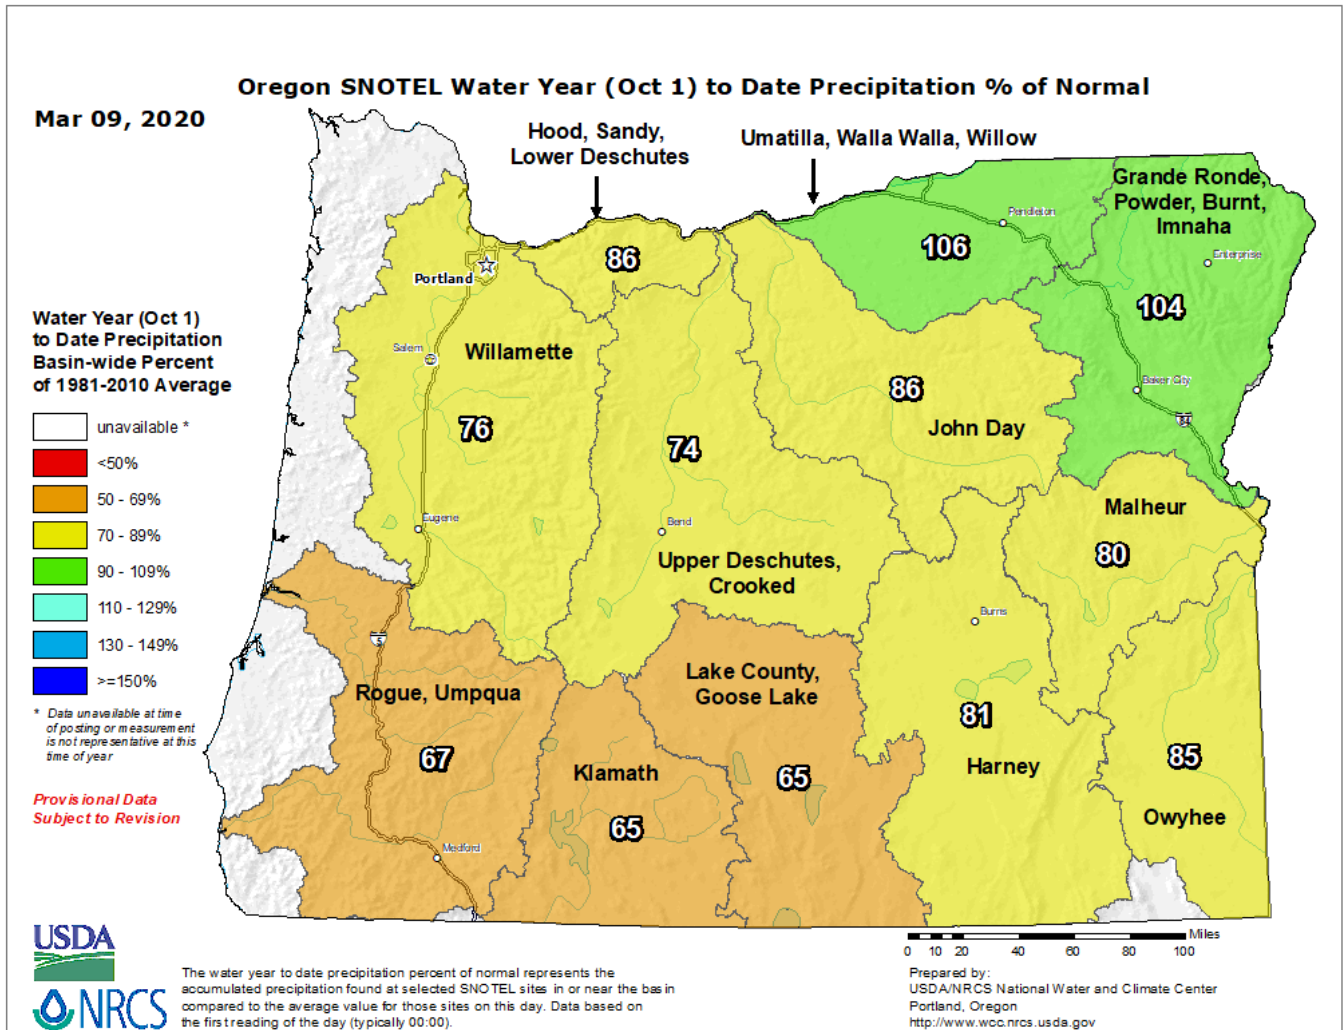 Oregon SNOTEL Water Year (Oct 1) to Date Precipitation % of Normal
Mar 09, 2020
Hood, Sandy,
Lower Deschutes
Umatilla, Walla Walla, Willow
Grande Ronde,
Powder, Burnt,
Imnaha
Pendleton
Enterprise
106
86
Portland
104
Water Year (Oct 1)
to Date Precipitation
Basin-wide Percent
of 1981-2010 Average
Salem
Willamette
86
Baker City
84
John Day
76
74
unavailable *
<50%
50 - 69%
70 - 89%
90 - 109%
110 - 129%
130 - 149%
>=150%
* Data unavailable at time
of posting or measurement
is not representative at this
time of year
Provisional Data
Subject to Revision
Eugene
Bend
Upper Deschutes,
Crooked
Malheur
80
Burns
5
Rogue, Umpqua
67
Lake County,
Goose Lake
65
Klamath
65
81
Harney
85
Owyhee
Medford
Miles
0 10 20 40 60 80 100
USDA
NRCS
The water year to date precipitation percent of normal represents the
accumulated precipitation found at selected SNOTEL sites in or near the basin
compared to the average value for those sites on this day. Data based on
the first reading of the day (typically 00:00).
Prepared by:
USDA/NRCS National Water and Climate Center
Portland, Oregon
http://www.wcc.nrcs.usda.gov